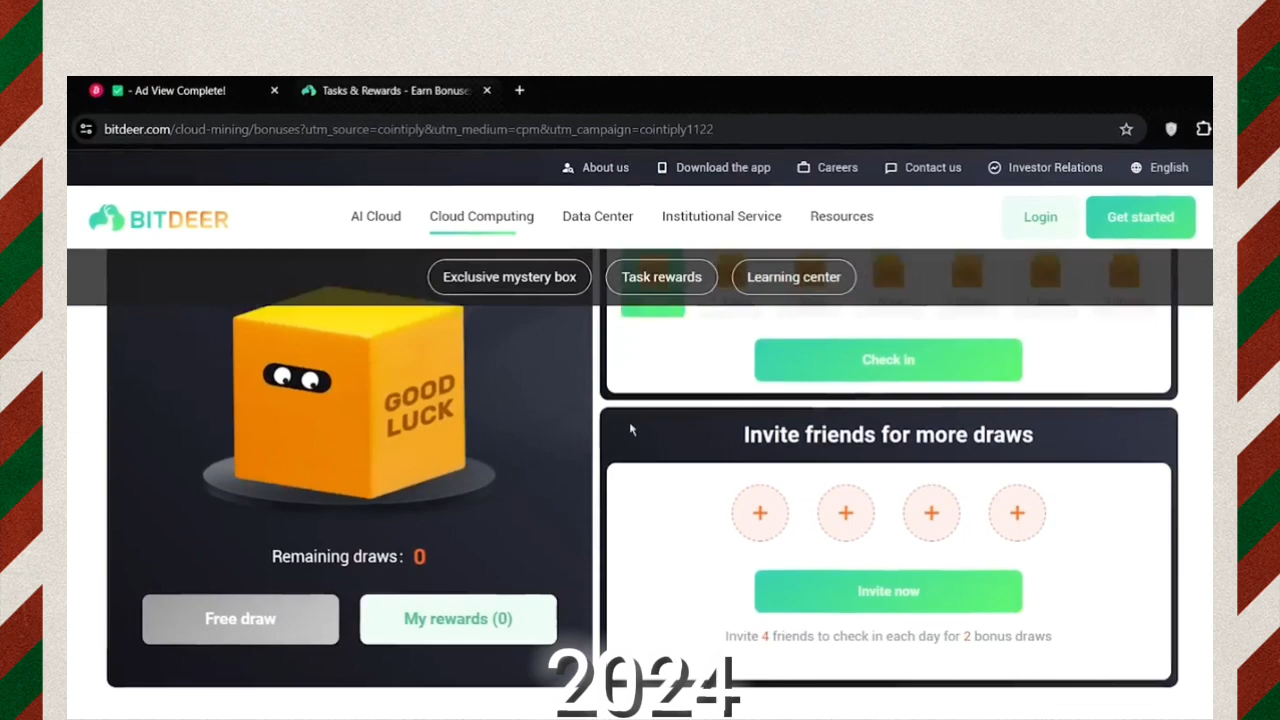 - Ad View Complete!
Tasks & Rewards - Earn Bonuse
bitdeer.com/cloud-mining/bonuses?utm_source=cointiply&utm_medium=cpm&utm_campaign=cointiply1122
About us
Download the app
Careers
Contact us
Investor Relations
English
BITDEER
AI Cloud
Cloud Computing
Data Center
Institutional Service
Resources
Login
Get started
Exclusive mystery box
Task rewards
Learning center
GOOD
LUCK
Check in
Invite friends for more draws
Remaining draws: 0
Free draw
My rewards (0)
Invite now
Invite 4 friends to check in each day for 2 bonus draws
2024